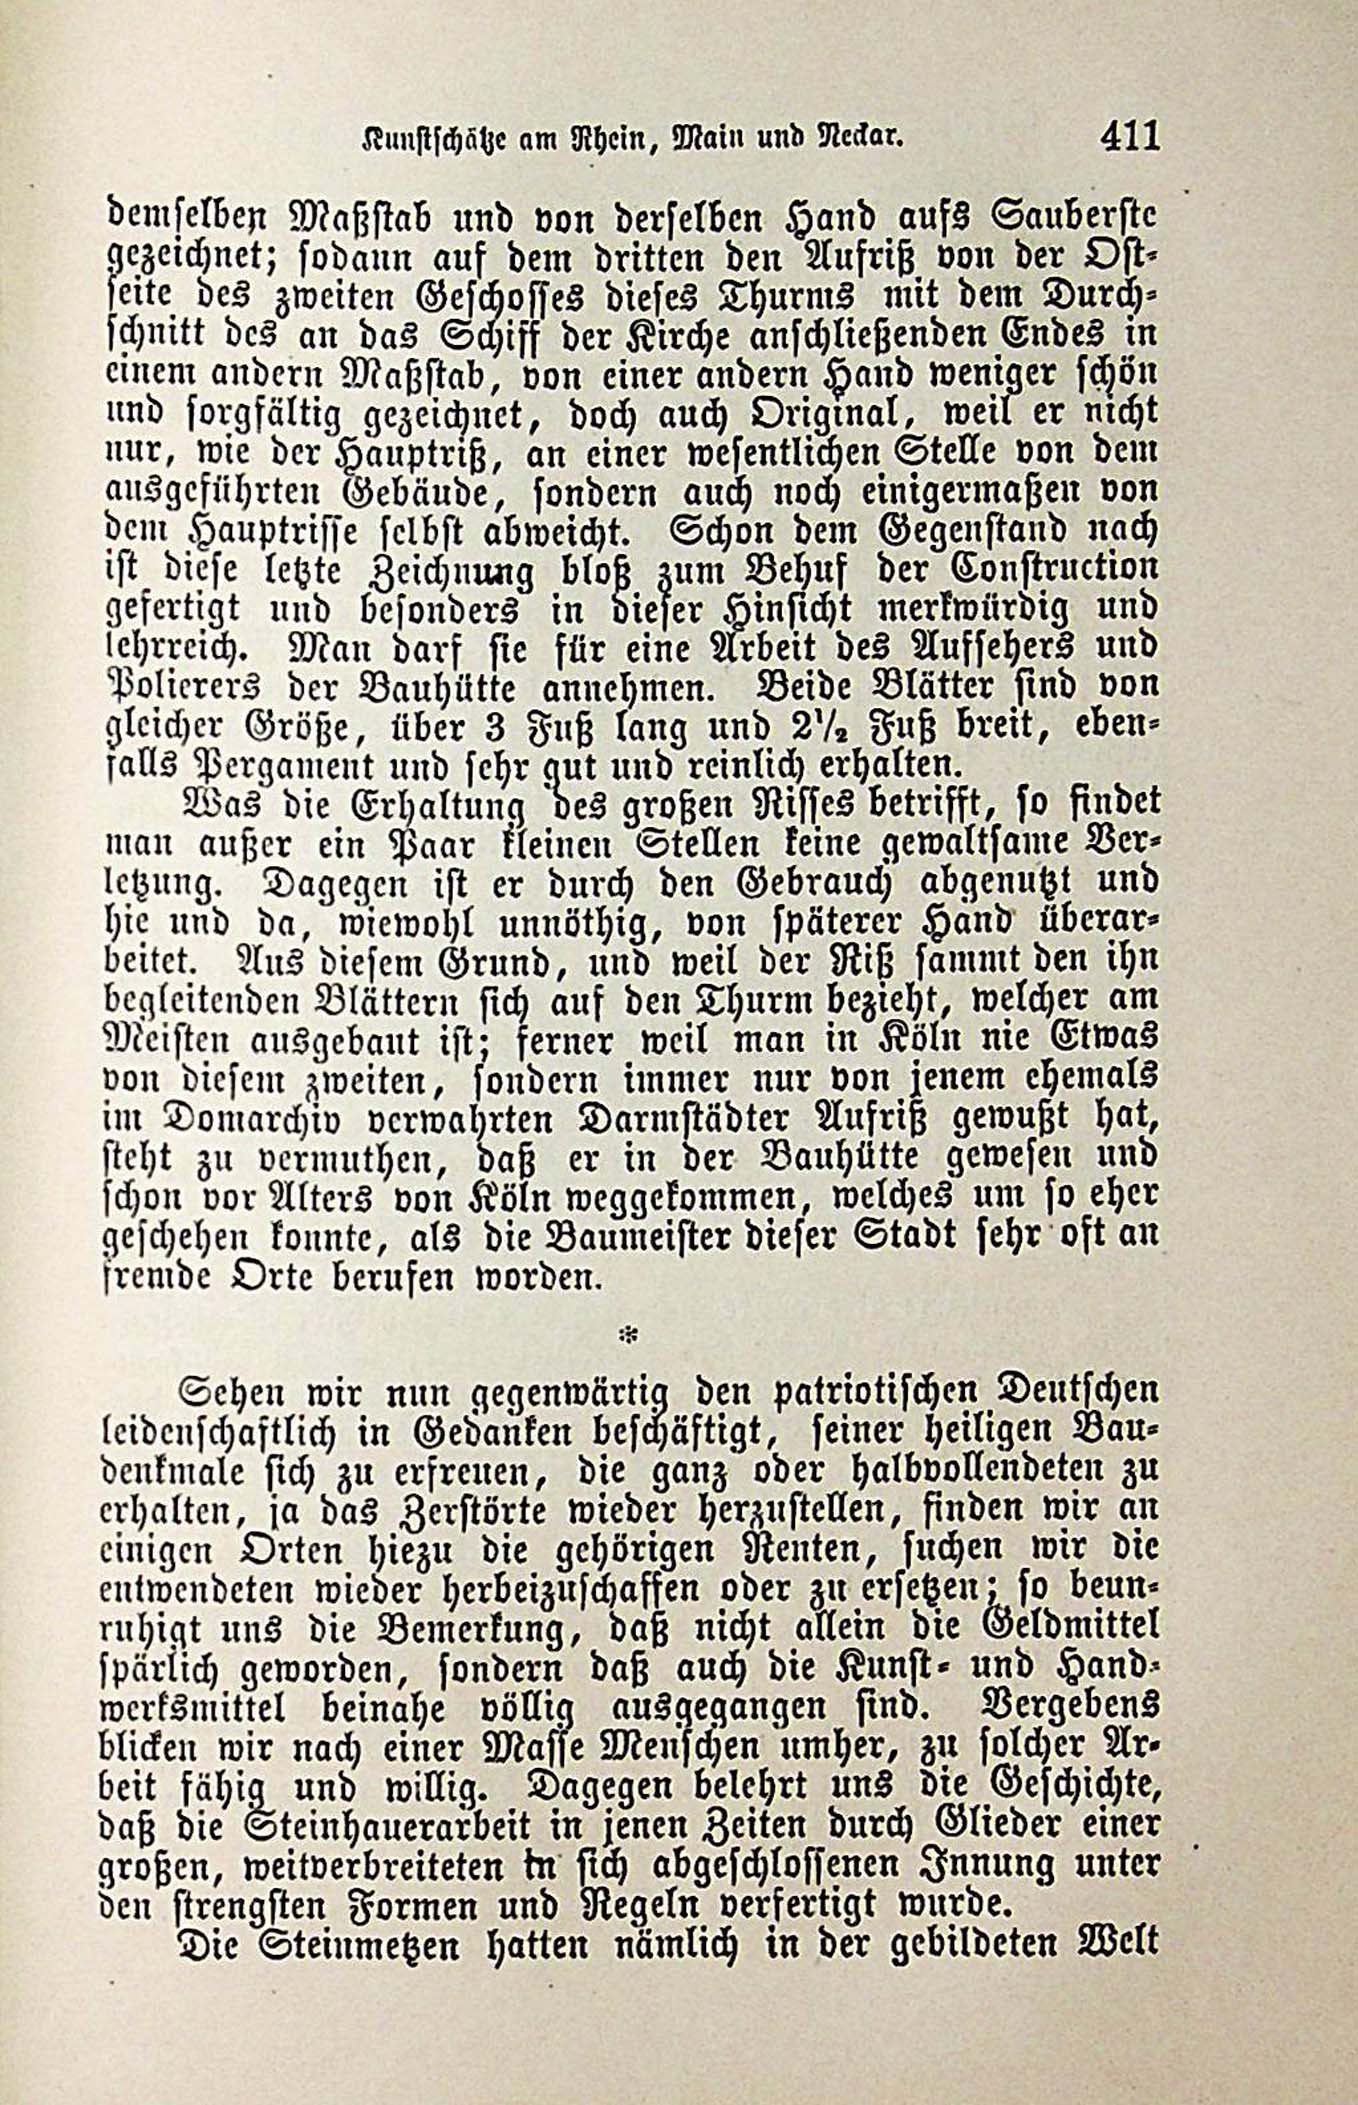 Kunstschätze am Rhein, Main und Neckar. 411
demselben Maßstab und von derselben Hand aufs Sauberste
gezeichnet; sodann auf dem dritten den Aufriß von der Ost-
seite des zweiten Geschosses dieses Thurms mit dem Durch-
schnitt des an das Schiff der Kirche anschließenden Endes in
einem andern Maßstab, von einer andern Hand weniger schön
und sorgfältig gezeichnet, doch auch Original, weil er nicht
nur, wie der Hauptriß, an einer wesentlichen Stelle von dem
ausgeführten Gebäude, sondern auch noch einigermaßen von
dem Hauptrisse selbst abweicht. Schon dem Gegenstand nach
ist diese letzte Zeichnung bloß zum Behuf der Construction
gefertigt und besonders in dieser Hinsicht merkwürdig und
lehrreich. Man darf sie für eine Arbeit des Aufsehers und
Polierers der Bauhütte annehmen. Beide Blätter sind von
gleicher Größe, über 3 Fuß lang und 2½ Fuß breit, eben-
falls Pergament und sehr gut und reinlich erhalten.
Was die Erhaltung des großen Risses betrifft, so findet
man außer ein Paar kleinen Stellen keine gewaltsame Ver-
letzung. Dagegen ist er durch den Gebrauch abgenutzt und
hie und da, wiewohl unnöthig, von späterer Hand überar-
beitet. Aus diesem Grund, und weil der Riß sammt den ihn
begleitenden Blättern sich auf den Thurm bezieht, welcher am
Meisten ausgebaut ist; ferner weil man in Köln nie Etwas
von diesem zweiten, sondern immer nur von jenem ehemals
im Domarchiv verwahrten Darmstädter Aufriß gewußt hat,
steht zu vermuthen, daß er in der Bauhütte gewesen und
schon vor Alters von Köln weggekommen, welches um so eher
geschehen konnte, als die Baumeister dieser Stadt sehr oft an
fremde Orte berufen worden.
*
Sehen wir nun gegenwärtig den patriotischen Deutschen
leidenschaftlich in Gedanken beschäftigt, seiner heiligen Bau-
denkmale sich zu erfreuen, die ganz oder halbvollendeten zu
erhalten, ja das Zerstörte wieder herzustellen, finden wir an
einigen Orten hiezu die gehörigen Renten, suchen wir die
entwendeten wieder herbeizuschaffen oder zu ersetzen; so beun-
ruhigt uns die Bemerkung, daß nicht allein die Geldmittel
spärlich geworden, sondern daß auch die Kunst- und Hand-
werksmittel beinahe völlig ausgegangen sind. Vergebens
blicken wir nach einer Masse Menschen umher, zu solcher Ar-
beit fähig und willig. Dagegen belehrt uns die Geschichte,
daß die Steinhauerarbeit in jenen Zeiten durch Glieder einer
großen, weitverbreiteten in sich abgeschlossenen Innung unter
den strengsten Formen und Regeln verfertigt wurde.
Die Steinmetzen hatten nämlich in der gebildeten Welt